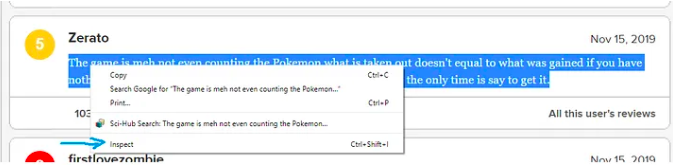 5 Zerato Nov 15, 2019
The game is meh not even counting the Pokemon what is taken out doesn't equal to what was gained if you have
noth the only time is say to get it.
Copy Ctrl+C
Search Google for "The game is meh not even counting the Pokemon..."
Print... Ctrl+P
103 All this user's reviews
Sci-Hub Search: The game is meh not even counting the Pokemon...
Inspect Ctrl+Shift+I
firstlovezombie Nov 15, 2019